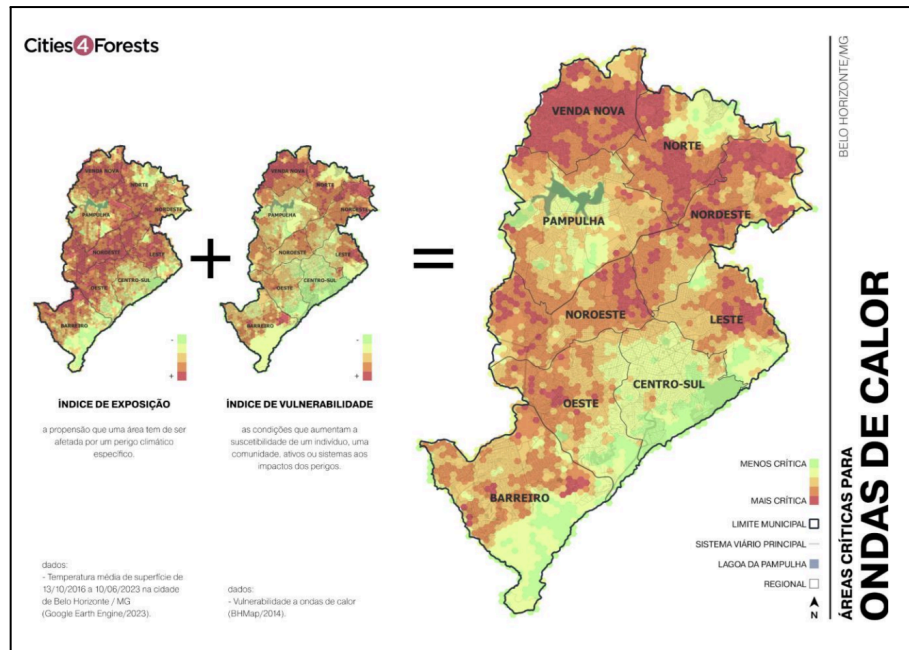 Cities4Forests
VENDA NOVA
NORTE
PAMPULHA
NORDESTE
NOROESTE
LESTE
OESTE
CENTRO-SUL
BARREIRO
-
+
ÍNDICE DE EXPOSIÇÃO
a propensão que uma área tem de ser
afetada por um perigo climático
específico.
dados:
- Temperatura média de superfície de
13/10/2016 a 10/06/2023 na cidade
de Belo Horizonte / MG
(Google Earth Engine/2023).
+
VENDA NOVA
NORTE
PAMPULHA
NORDESTE
NOROESTE
LESTE
CENTRO-SUL
OESTE
BARREIRO
-
+
ÍNDICE DE VULNERABILIDADE
as condições que aumentam a
suscetibilidade de um indivíduo, uma
comunidade, ativos ou sistemas aos
impactos dos perigos.
dados:
- Vulnerabilidade a ondas de calor
(BHMap/2014).
=
VENDA NOVA
NORTE
PAMPULHA
NORDESTE
NOROESTE
LESTE
CENTRO-SUL
OESTE
BARREIRO
MENOS CRÍTICA
MAIS CRÍTICA
LIMITE MUNICIPAL
SISTEMA VIÁRIO PRINCIPAL
LAGOA DA PAMPULHA
REGIONAL
N
BELO HORIZONTE/MG
ÁREAS CRÍTICAS PARA
ONDAS DE CALOR